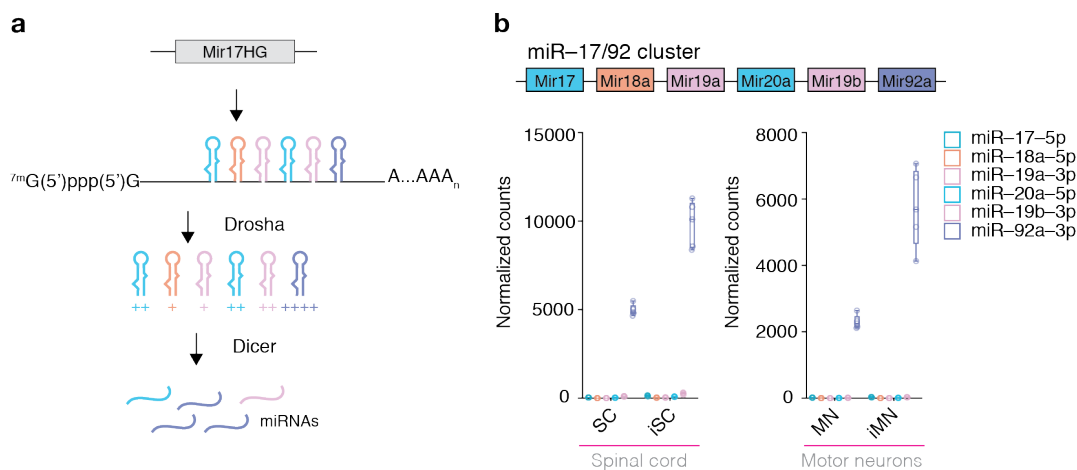 a
Mir17HG
7mG(5')ppp(5')G
A...AAAn
Drosha
++ + + ++ ++ ++++
Dicer
miRNAs
b
miR–17/92 cluster
Mir17 Mir18a Mir19a Mir20a Mir19b Mir92a
Normalized counts
15000
10000
5000
0
SC iSC
Spinal cord
Normalized counts
8000
6000
4000
2000
0
MN iMN
Motor neurons
miR–17–5p
miR–18a–5p
miR–19a–3p
miR–20a–5p
miR–19b–3p
miR–92a–3p